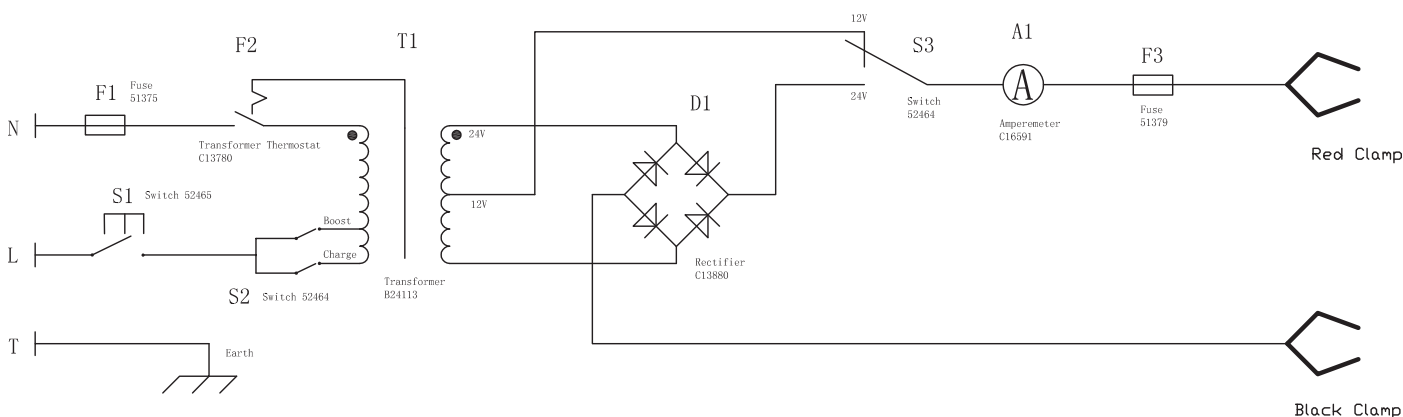 12V
F2
T1
S3
A1
F3
F1
Fuse
51375
D1
24V
Switch
52464
A
Fuse
51379
Amperemeter
C16591
N
24V
Transformer Thermostat
C13780
Red Clamp
S1
Switch 52465
12V
Boost
L
Charge
Rectifier
C13880
Transformer
B24113
S2
Switch 52464
T
Earth
Black Clamp